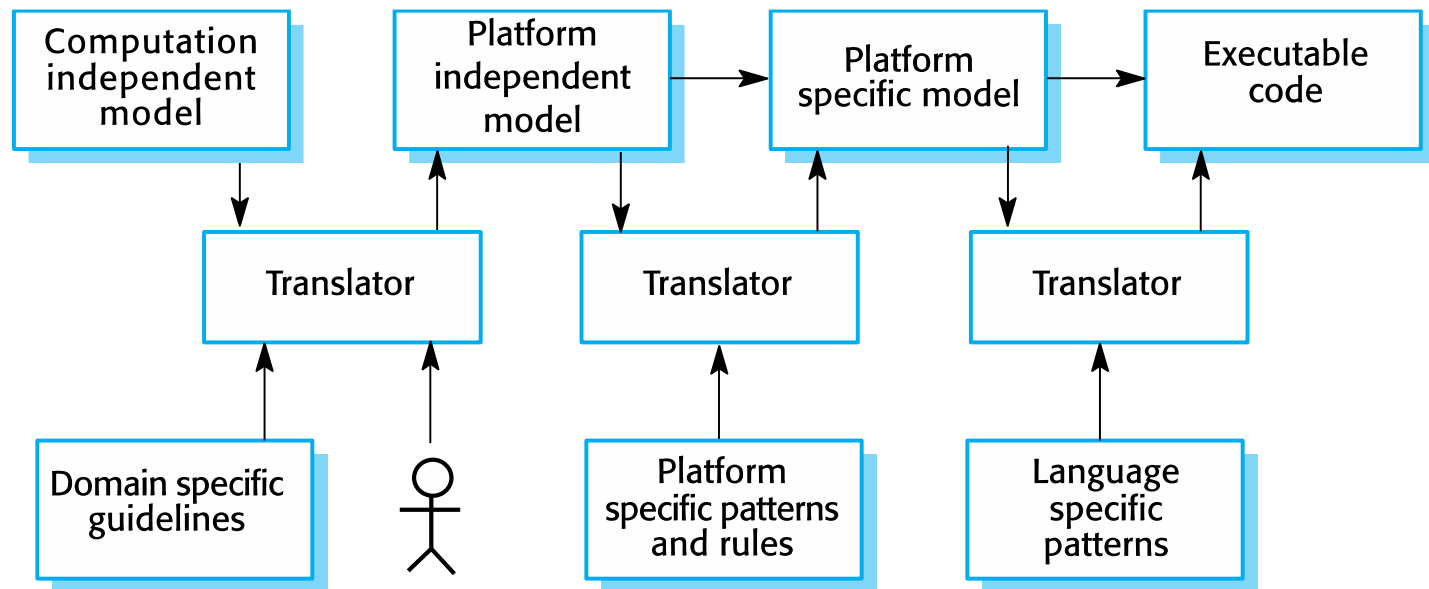 Computation
independent
model
Platform
independent
model
Platform
specific model
Executable
code
Translator
Translator
Translator
Domain specific
guidelines
Platform
specific patterns
and rules
Language
specific
patterns